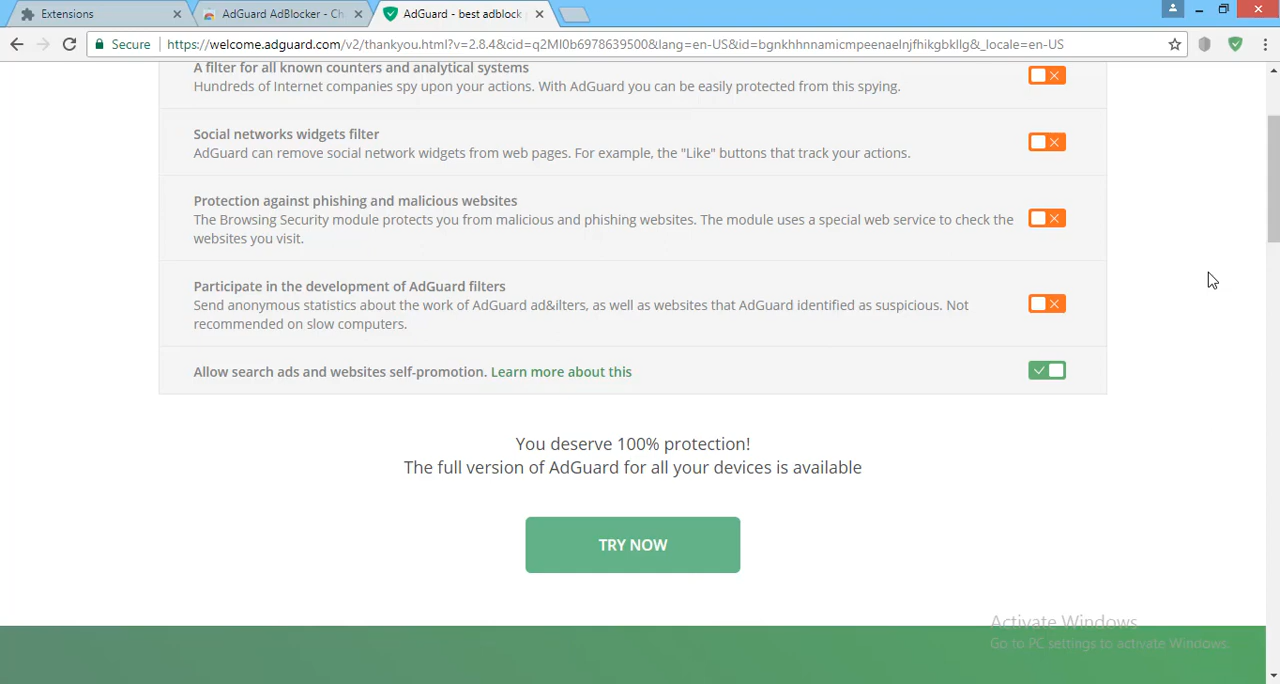 Extensions
AdGuard AdBlocker - Ch
AdGuard - best adblock
Secure
https://welcome.adguard.com/v2/thankyou.html?v=2.8.4&cid=q2Ml0b6978639500&lang=en-US&id=bgnkhhnnamicmpeenaelnjfhikgbkllg&_locale=en-US
A filter for all known counters and analytical systems
Hundreds of Internet companies spy upon your actions. With AdGuard you can be easily protected from this spying.
Social networks widgets filter
AdGuard can remove social network widgets from web pages. For example, the "Like" buttons that track your actions.
Protection against phishing and malicious websites
The Browsing Security module protects you from malicious and phishing websites. The module uses a special web service to check the
websites you visit.
Participate in the development of AdGuard filters
Send anonymous statistics about the work of AdGuard ad&ilters, as well as websites that AdGuard identified as suspicious. Not
recommended on slow computers.
Allow search ads and websites self-promotion. Learn more about this
You deserve 100% protection!
The full version of AdGuard for all your devices is available
TRY NOW
Activate Windows
Go to PC settings to activate Windows.